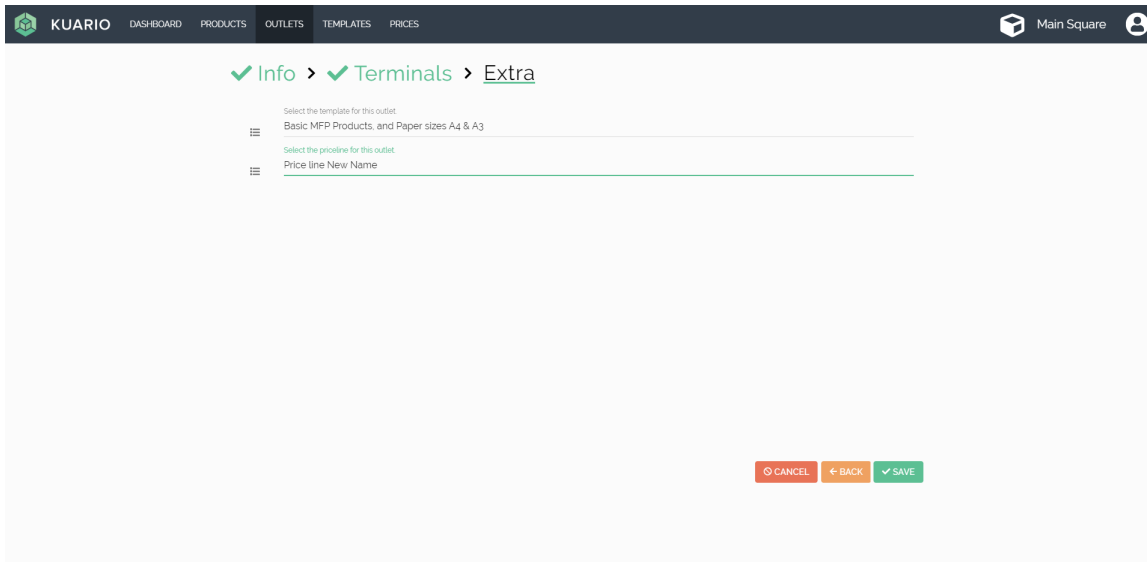 KUARIO DASHBOARD PRODUCTS OUTLETS TEMPLATES PRICES Main Square
Info > Terminals > Extra
Select the template for this outlet.
Basic MFP Products, and Paper sizes A4 & A3
Select the priceline for this outlet.
Price line New Name
CANCEL BACK SAVE